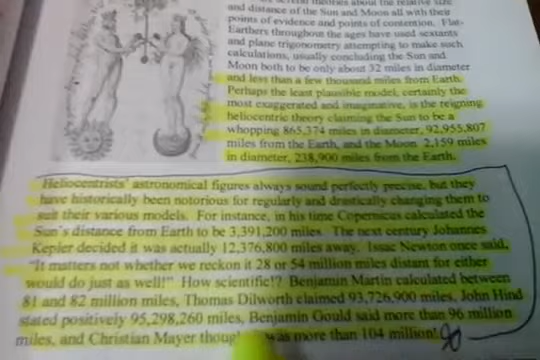 several theories about the relative size
and distance of the Sun and Moon all with their
points of evidence and points of contention. Flat-
Earthers throughout the ages have used sextants
and plane trigonometry attempting to make such
calculations, usually concluding the Sun and
Moon both to be only about 32 miles in diameter
and less than a few thousand miles from Earth.
Perhaps the least plausible model, certainly the
most exaggerated and imaginative, is the reigning
heliocentric theory claiming the Sun to be a
whopping 865,374 miles in diameter, 92,955,807
miles from the Earth, and the Moon 2,159 miles
in diameter, 238,900 miles from the Earth.
Heliocentrists' astronomical figures always sound perfectly precise, but they
have historically been notorious for regularly and drastically changing them to
suit their various models. For instance, in his time Copernicus calculated the
Sun's distance from Earth to be 3,391,200 miles. The next century Johannes
Kepler decided it was actually 12,376,800 miles away. Issac Newton once said,
"It matters not whether we reckon it 28 or 54 million miles distant for either
would do just as well!" How scientific!? Benjamin Martin calculated between
81 and 82 million miles, Thomas Dilworth claimed 93,726,900 miles, John Hind
stated positively 95,298,260 miles, Benjamin Gould said more than 96 million
miles, and Christian Mayer though was more than 104 million!